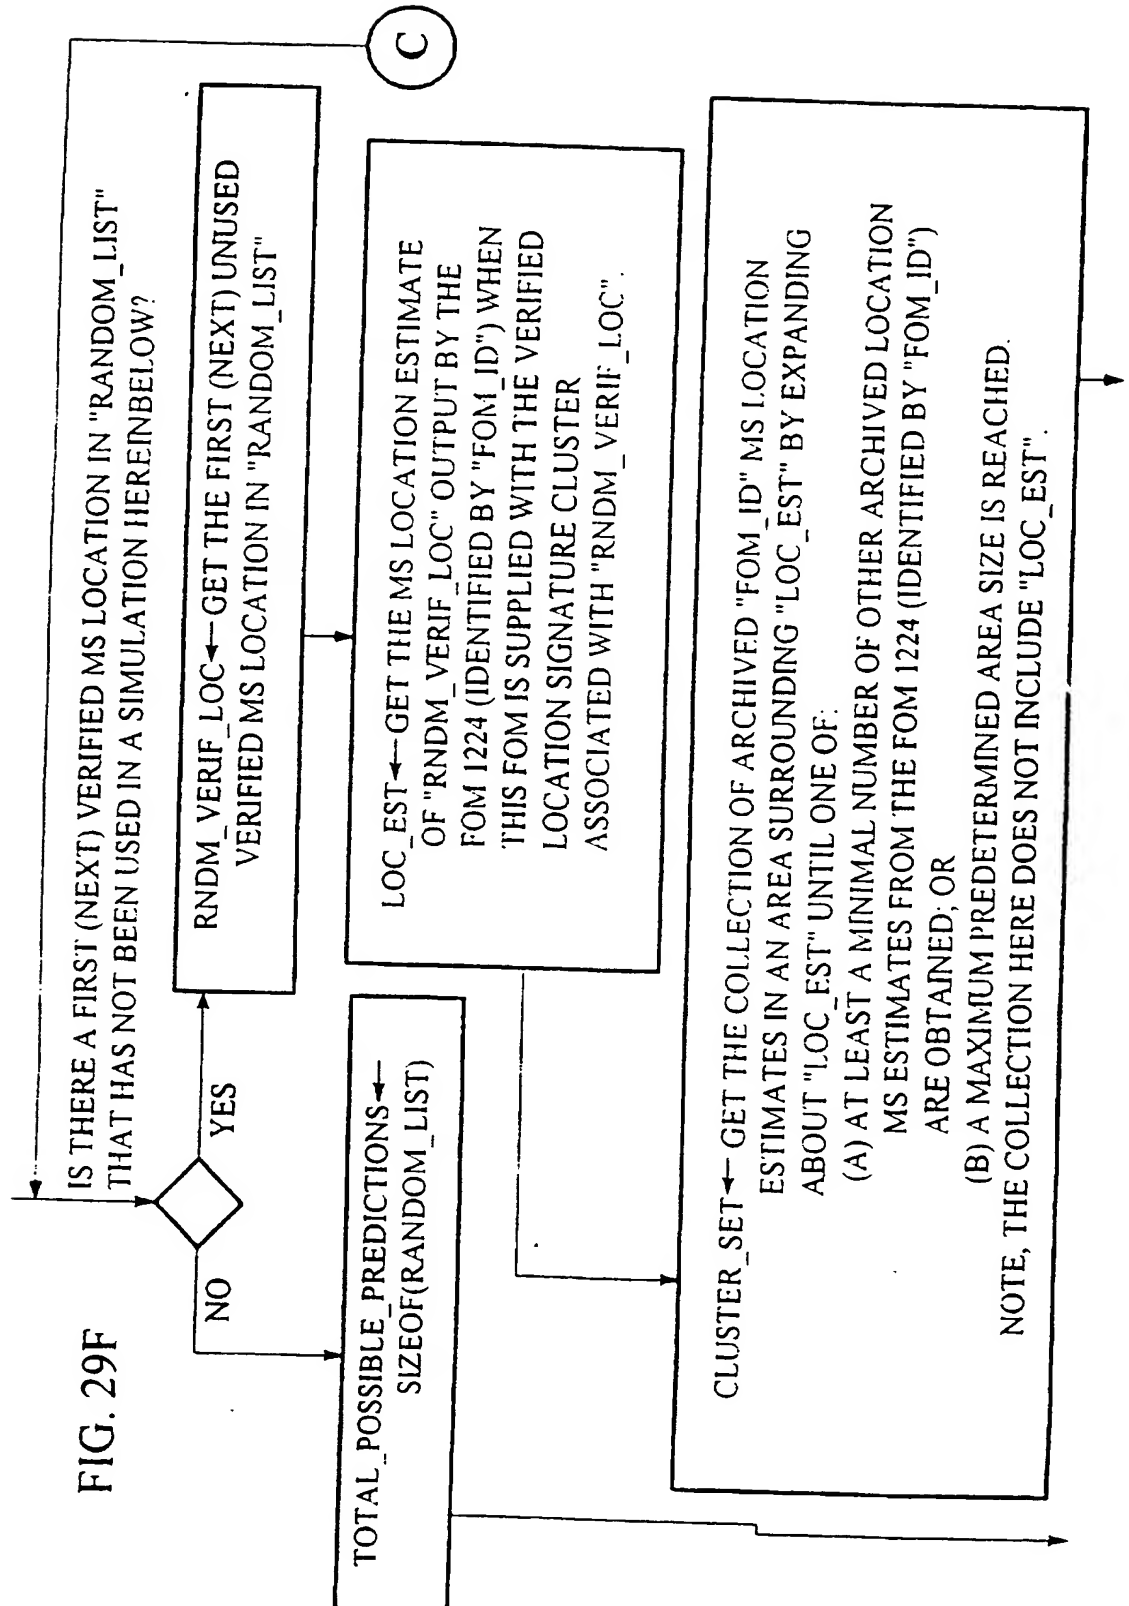 FIG. 29F
C
IS THERE A FIRST (NEXT) VERIFIED MS LOCATION IN "RANDOM_LIST"
THAT HAS NOT BEEN USED IN A SIMULATION HEREINBELOW?
NO
YES
RNDM_VERIF_LOC←GET THE FIRST (NEXT) UNUSED
VERIFIED MS LOCATION IN "RANDOM_LIST"
TOTAL_POSSIBLE_PREDICTIONS←
SIZEOF(RANDOM_LIST)
LOC_EST←GET THE MS LOCATION ESTIMATE
OF "RNDM_VERIF_LOC" OUTPUT BY THE
FOM 1224 (IDENTIFIED BY "FOM_ID") WHEN
THIS FOM IS SUPPLIED WITH THE VERIFIED
LOCATION SIGNATURE CLUSTER
ASSOCIATED WITH "RNDM_VERIF_LOC".
CLUSTER_SET← GET THE COLLECTION OF ARCHIVED "FOM_ID" MS LOCATION
ESTIMATES IN AN AREA SURROUNDING "LOC_EST" BY EXPANDING
ABOUT "LOC_EST" UNTIL ONE OF:
(A) AT LEAST A MINIMAL NUMBER OF OTHER ARCHIVED LOCATION
MS ESTIMATES FROM THE FOM 1224 (IDENTIFIED BY "FOM_ID")
ARE OBTAINED; OR
(B) A MAXIMUM PREDETERMINED AREA SIZE IS REACHED.
NOTE, THE COLLECTION HERE DOES NOT INCLUDE "LOC_EST".